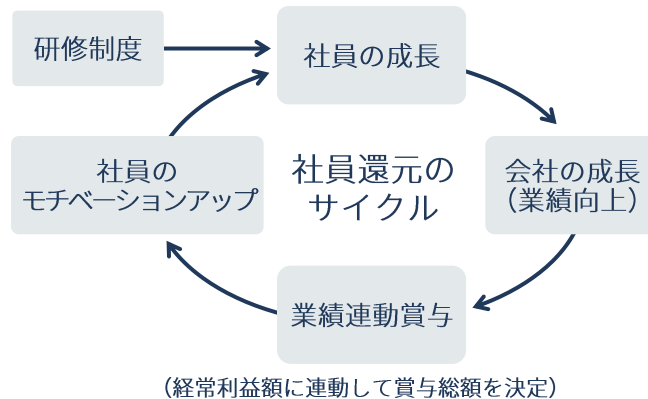 研修制度
社員の成長
社員の
モチベーションアップ
社員還元の
サイクル
会社の成長
（業績向上）
業績連動賞与
（経常利益額に連動して賞与総額を決定）